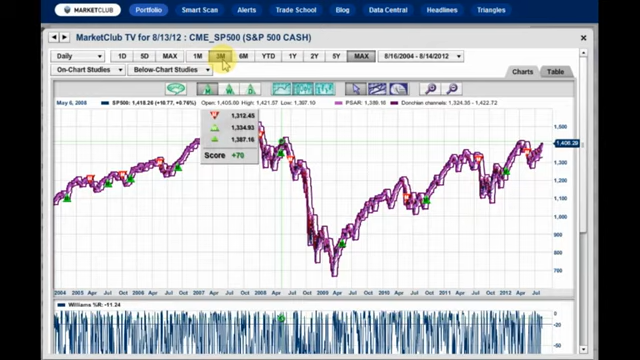 MARKETCLUB Portfolio Smart Scan Alerts Trade School Blog Data Central Headlines Triangles
MarketClub TV for 8/13/12 : CME_SP500 (S&P 500 CASH)
Daily 1D 5D MAX 1M 3M 6M YTD 1Y 2Y 5Y MAX 8/16/2004 - 8/14/2012
On-Chart Studies Below-Chart Studies
Charts Table
M W D
May 6, 2008 SP500: 1,418.26 (+10.77, +0.76%) Open: 1,405.60 High: 1,421.57 Low: 1,397.10 PSAR: 1,385.16 Donchian channels: 1,324.35 - 1,422.72
1,312.45
1,334.93
1,387.16
Score +70
1,500
1,406.29
1,300
1,200
1,100
1,000
900
800
700
2004 2005 Apr Jul Oct 2006 Apr Jul Oct 2007 Apr Jul Oct 2008 Apr Jul Oct 2009 Apr Jul Oct 2010 Apr Jul Oct 2011 Apr Jul Oct 2012 Apr Jul
Williams %R: -11.24
0
-20
-40
-60